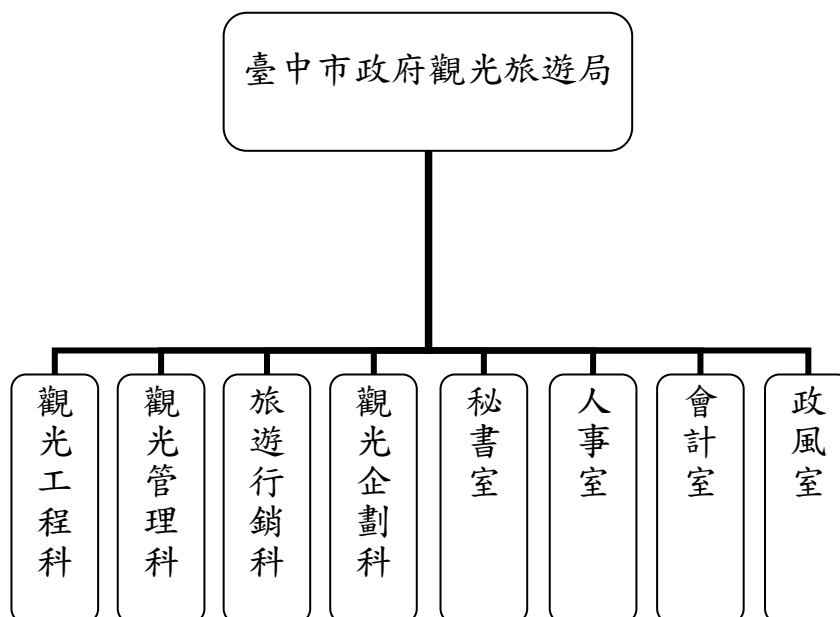 臺中市政府觀光旅遊局
觀光工程科
觀光管理科
旅遊行銷科
觀光企劃科
秘書室
人事室
會計室
政風室